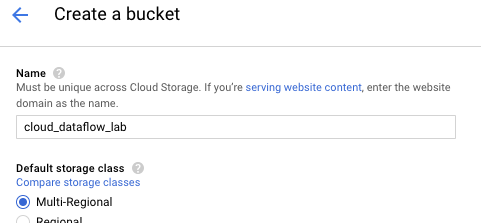 Create a bucket
Name
Must be unique across Cloud Storage. If you're serving website content, enter the website
domain as the name.
cloud_dataflow_lab
Default storage class
Compare storage classes
Multi-Regional
Regional